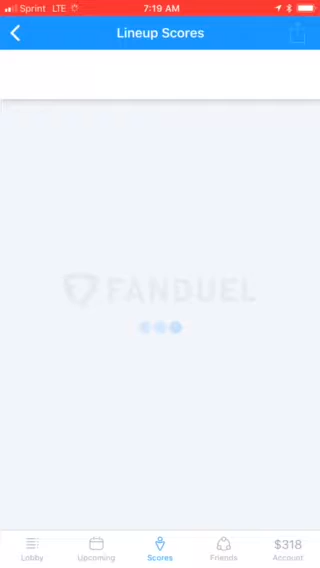 Sprint LTE 7:19 AM
Lineup Scores
FANDUEL
Lobby Upcoming Scores Friends $318 Account